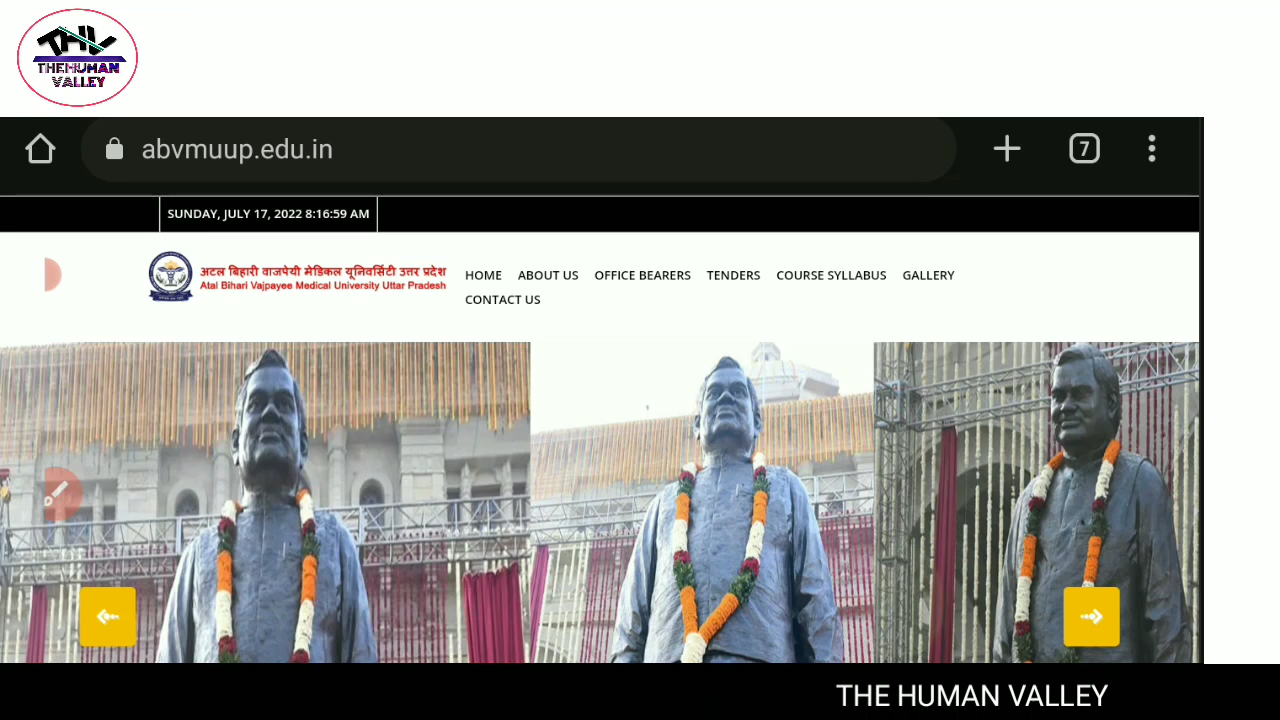 THV
THEHUMAN
VALLEY
abvmuup.edu.in
7
SUNDAY, JULY 17, 2022 8:16:59 AM
अटल बिहारी वाजपेयी मेडिकल यूनिवर्सिटी उत्तर प्रदेश
Atal Bihari Vajpayee Medical University Uttar Pradesh
HOME ABOUT US OFFICE BEARERS TENDERS COURSE SYLLABUS GALLERY
CONTACT US
THE HUMAN VALLEY